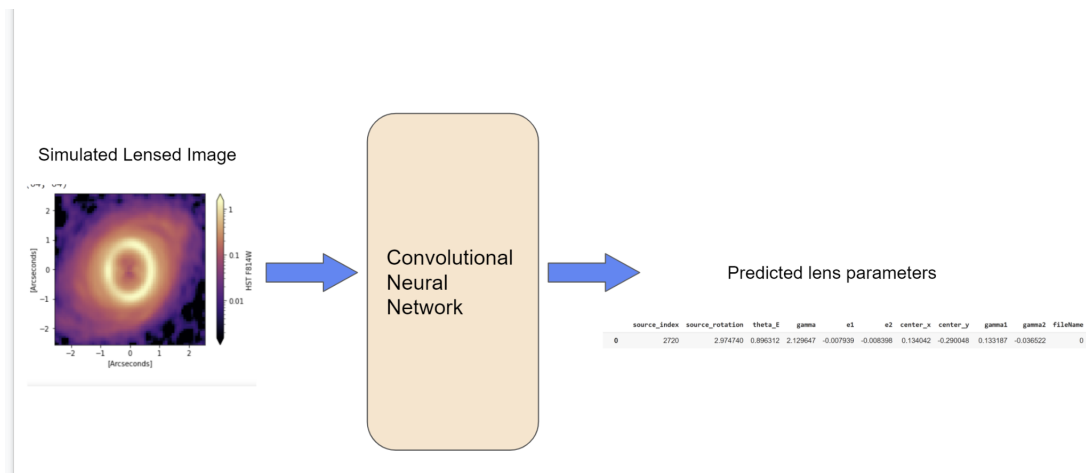 Simulated Lensed Image
2
1
0
−1
−2
[Arcseconds]
−2 −1 0 1 2
[Arcseconds]
1
0.1
0.01
HST F814W
Convolutional
Neural
Network
Predicted lens parameters
source_index source_rotation theta_E gamma e1 e2 center_x center_y gamma1 gamma2 fileName
0 2720 2.974740 0.896312 2.129647 -0.007939 -0.008398 0.134042 -0.290048 0.133187 -0.036522 0